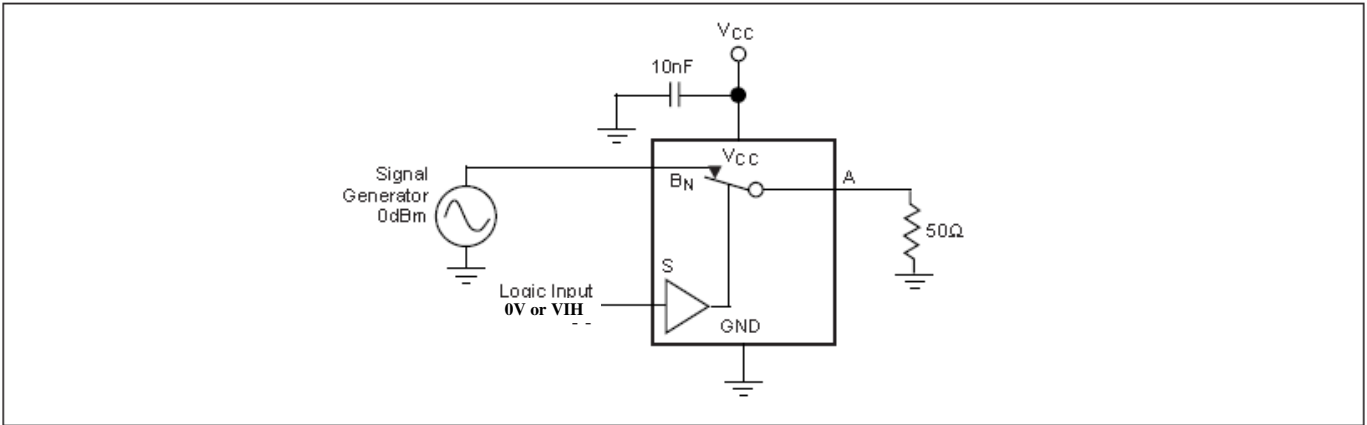 VCC
10nF
VCC
BN
A
Signal
Generator
0dBm
50Ω
S
Logic Input
0V or VIH
GND